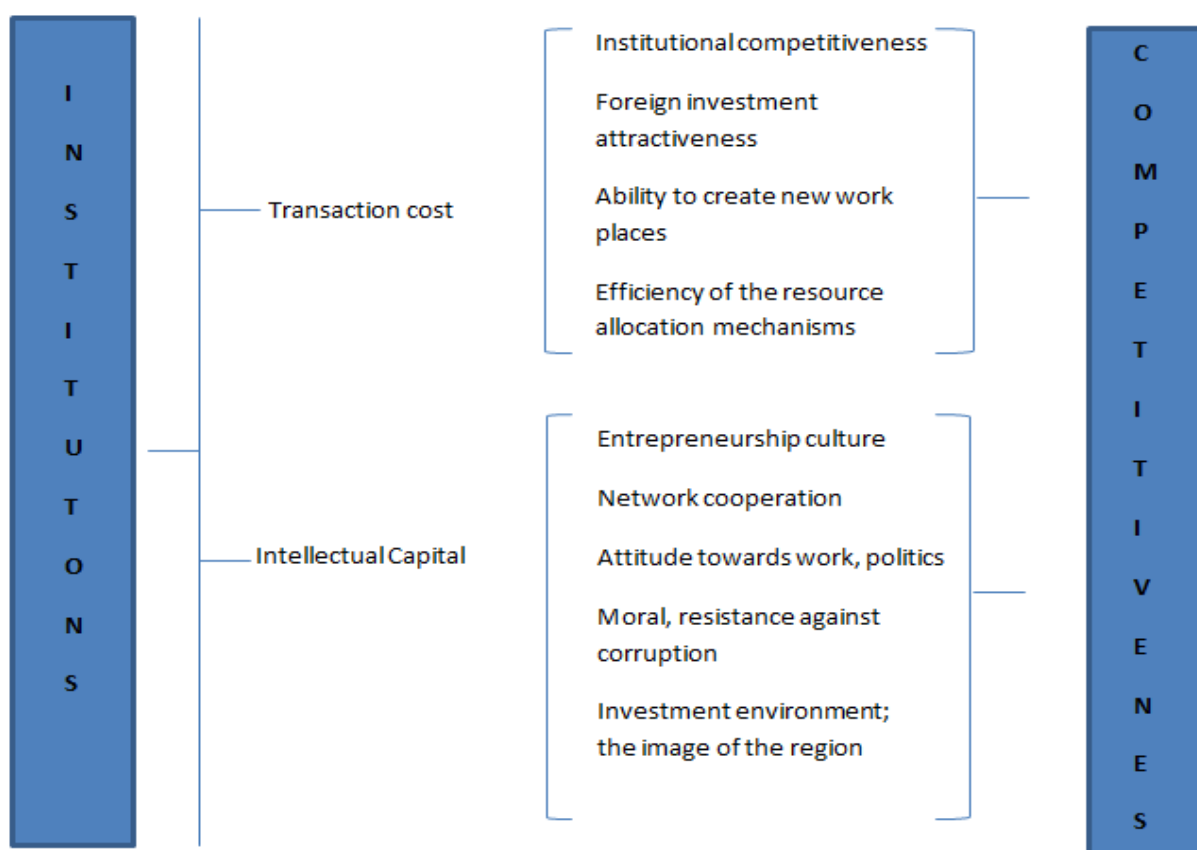 INSTITUTONS
Transaction cost
Intellectual Capital
Institutional competitiveness
Foreign investment
attractiveness
Ability to create new work
places
Efficiency of the resource
allocation mechanisms
Entrepreneurship culture
Network cooperation
Attitude towards work, politics
Moral, resistance against
corruption
Investment environment;
the image of the region
COMPETITIVENES